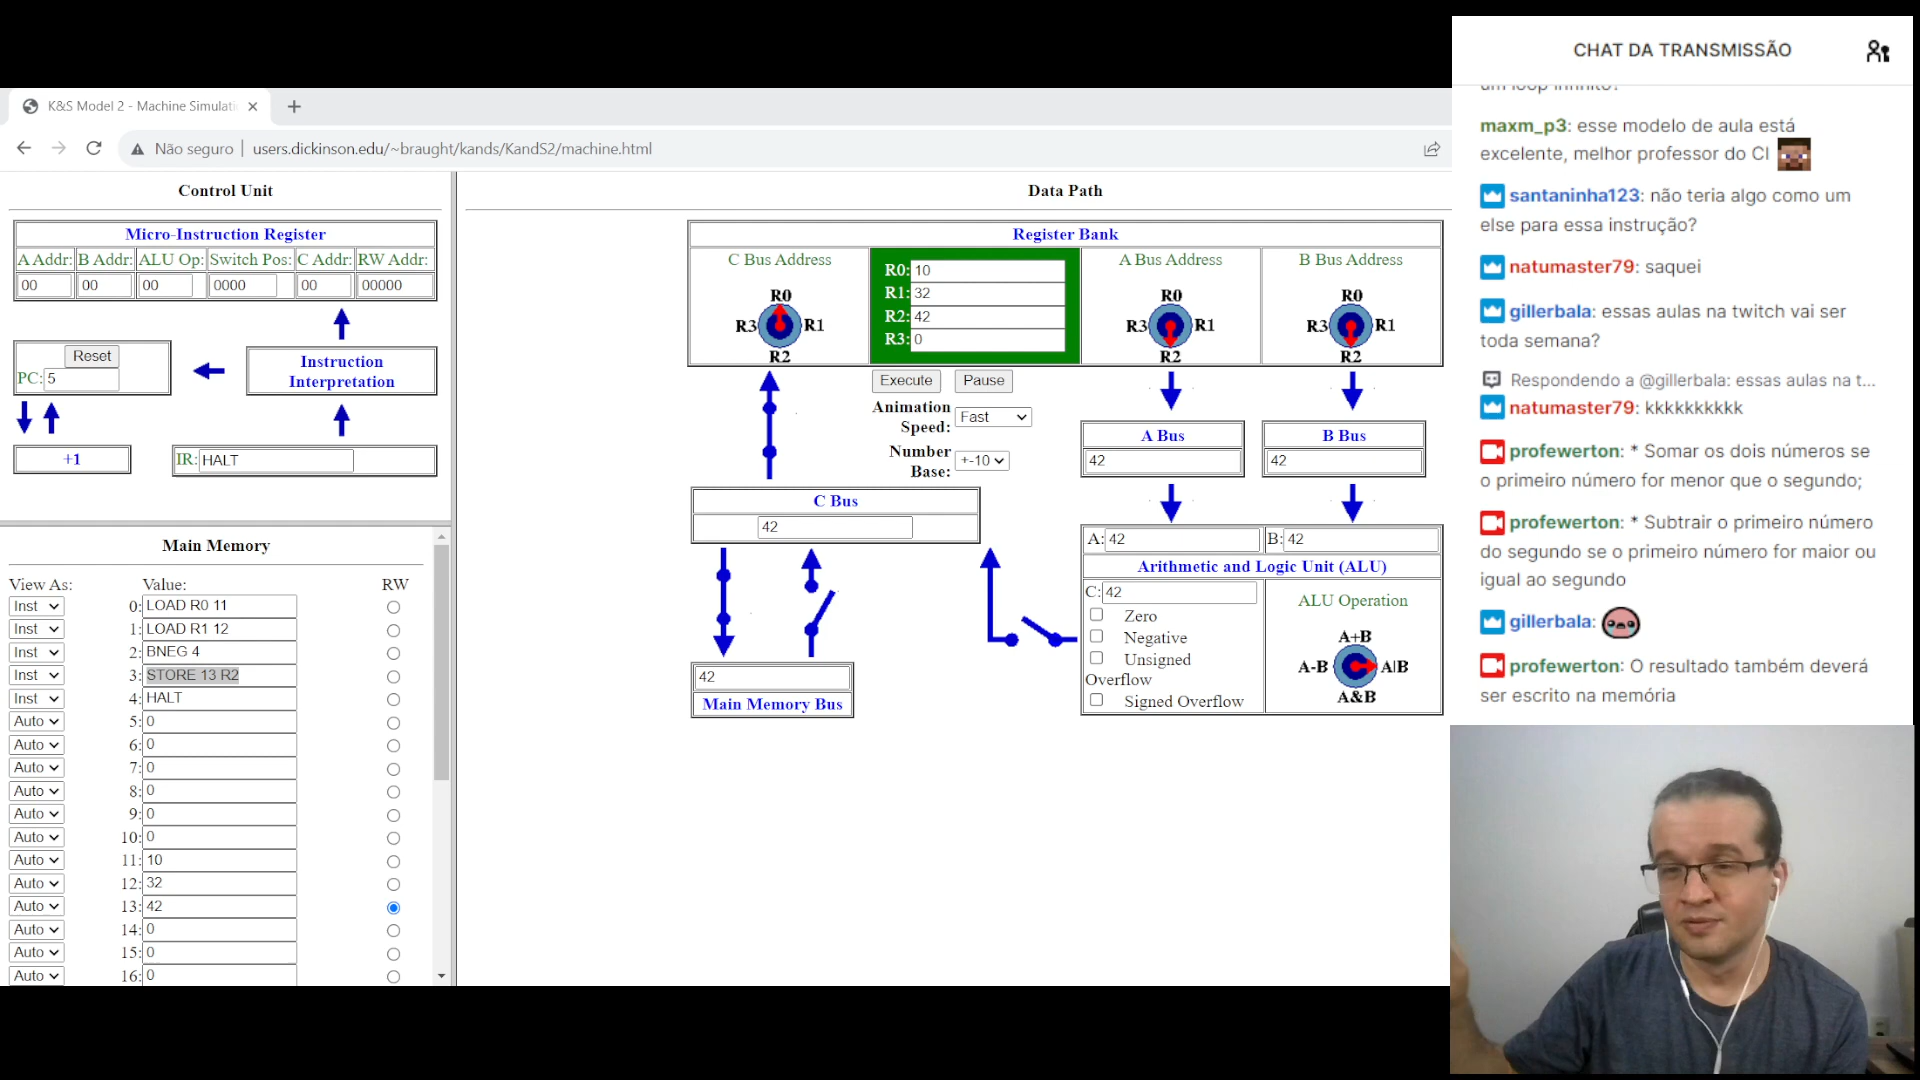 K&S Model 2 - Machine Simulati
Não seguro
users.dickinson.edu/~braught/kands/KandS2/machine.html
Control Unit
Micro-Instruction Register
A Addr: B Addr: ALU Op: Switch Pos: C Addr: RW Addr:
00 00 00 0000 00 00000
Reset
PC: 5
Instruction
Interpretation
+1
IR: HALT
Main Memory
View As: Value: RW
Inst 0: LOAD R0 11
Inst 1: LOAD R1 12
Inst 2: BNEG 4
Inst 3: STORE 13 R2
Inst 4: HALT
Auto 5: 0
Auto 6: 0
Auto 7: 0
Auto 8: 0
Auto 9: 0
Auto 10: 0
Auto 11: 10
Auto 12: 32
Auto 13: 42
Auto 14: 0
Auto 15: 0
Auto 16: 0
Data Path
Register Bank
C Bus Address
R0
R3 R1
R2
R0: 10
R1: 32
R2: 42
R3: 0
A Bus Address
R0
R3 R1
R2
B Bus Address
R0
R3 R1
R2
Execute Pause
Animation
Speed: Fast
Number
Base: +-10
A Bus
42
B Bus
42
C Bus
42
42
Main Memory Bus
A: 42 B: 42
Arithmetic and Logic Unit (ALU)
C: 42
Zero
Negative
Unsigned
Overflow
Signed Overflow
ALU Operation
A+B
A-B A|B
A&B
CHAT DA TRANSMISSÃO
um loop infinito?
maxm_p3: esse modelo de aula está
excelente, melhor professor do CI
santaninha123: não teria algo como um
else para essa instrução?
natumaster79: saquei
gillerbala: essas aulas na twitch vai ser
toda semana?
Respondendo a @gillerbala: essas aulas na t...
natumaster79: kkkkkkkkkk
profewerton: * Somar os dois números se
o primeiro número for menor que o segundo;
profewerton: * Subtrair o primeiro número
do segundo se o primeiro número for maior ou
igual ao segundo
gillerbala:
profewerton: O resultado também deverá
ser escrito na memória